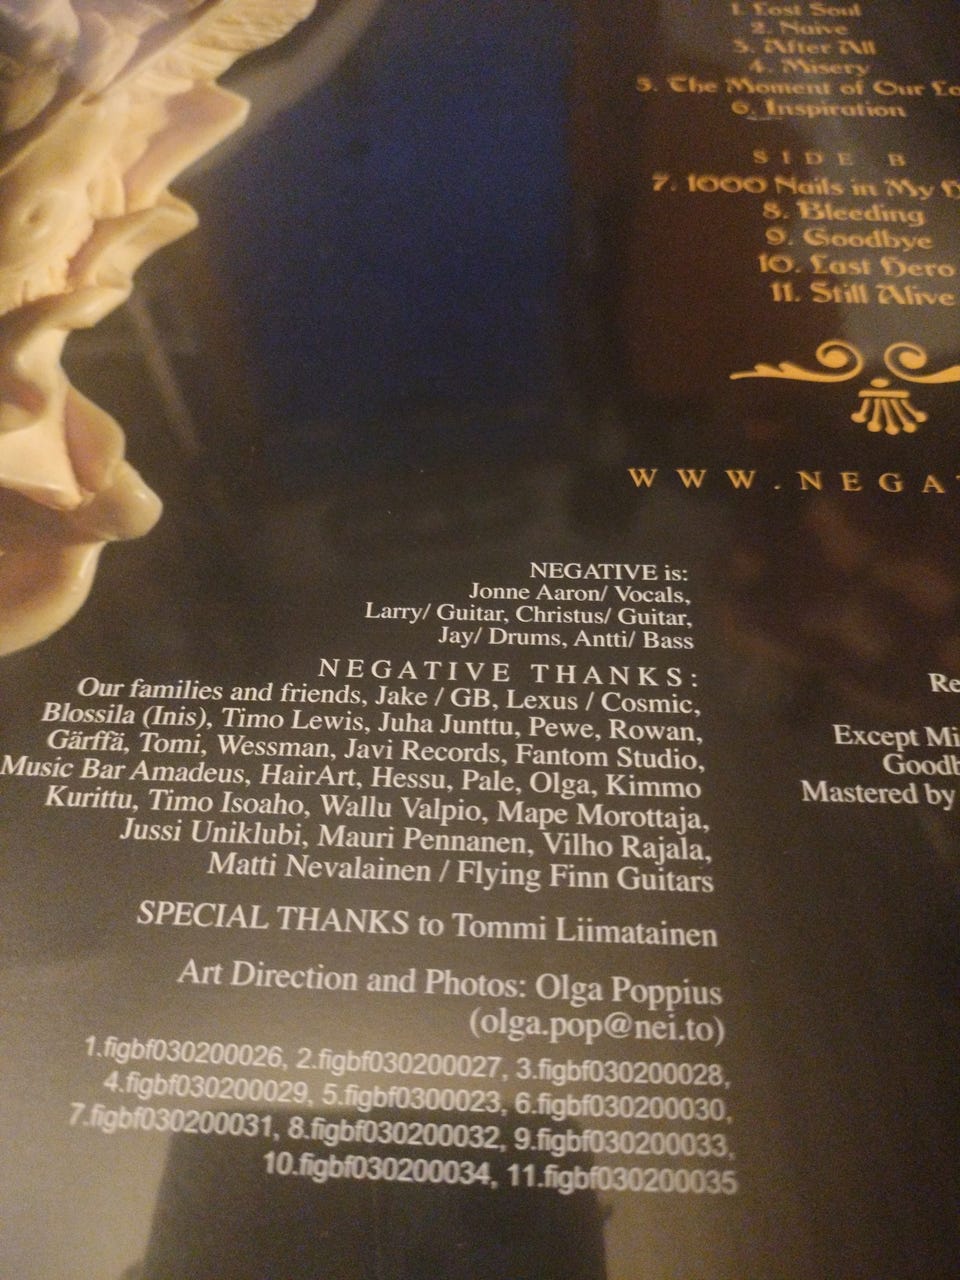 1. Lost Soul
2. Naive
3. After All
4. Misery
5. The Moment of Our Lo
6. Inspiration
SIDE B
7. 1000 Nails in My
8. Bleeding
9. Goodbye
10. Last Hero
11. Still Alive
WWW.NEGA
NEGATIVE is:
Jonne Aaron/ Vocals,
Larry/ Guitar, Christus/ Guitar,
Jay/ Drums, Antti/ Bass
NEGATIVE THANKS:
Our families and friends, Jake / GB, Lexus / Cosmic,
Blossila (Inis), Timo Lewis, Juha Junttu, Pewe, Rowan,
Gärffä, Tomi, Wessman, Javi Records, Fantom Studio,
Music Bar Amadeus, HairArt, Hessu, Pale, Olga, Kimmo
Kurittu, Timo Isoaho, Wallu Valpio, Mape Morottaja,
Jussi Uniklubi, Mauri Pennanen, Vilho Rajala,
Matti Nevalainen / Flying Finn Guitars
SPECIAL THANKS to Tommi Liimatainen
Art Direction and Photos: Olga Poppius
(olga.pop@nei.to)
1.figbf030200026, 2.figbf030200027, 3.figbf030200028,
4.figbf030200029, 5.figbf0300023, 6.figbf030200030,
7.figbf030200031, 8.figbf030200032, 9.figbf030200033,
10.figbf030200034, 11.figbf030200035
Re
Except Mi
Goodb
Mastered by